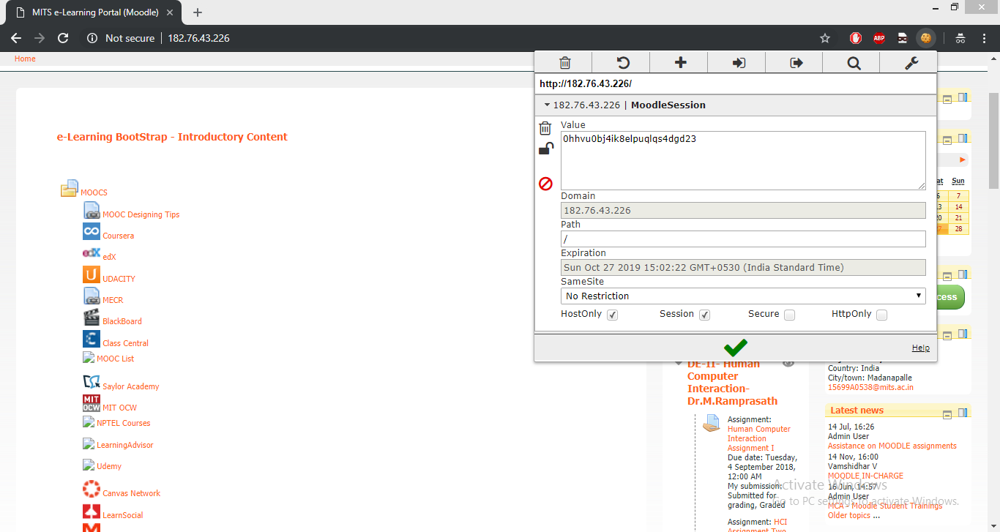 MITS e-Learning Portal (Moodle)
Not secure 182.76.43.226
ABP
Home
http://182.76.43.226/
182.76.43.226 | MoodleSession
Value
0hhvu0bj4ik8elpuqlqs4dgd23
Domain
182.76.43.226
Path
/
Expiration
Sun Oct 27 2019 15:02:22 GMT+0530 (India Standard Time)
SameSite
No Restriction
HostOnly Session Secure HttpOnly
Help
e-Learning BootStrap - Introductory Content
MOOCS
MOOC Designing Tips
Coursera
edX
edX
U UDACITY
MECR
BlackBoard
C Class Central
MOOC List
Saylor Academy
MIT OCW MIT OCW
NPTEL Courses
LearningAdvisor
Udemy
Canvas Network
LearnSocial
DE-II- Human
Computer
Interaction-
Dr.M.Ramprasath
Assignment:
Human Computer
Interaction
Assignment I
Due date: Tuesday,
4 September 2018,
12:00 AM
My submission:
Submitted for
grading, Graded
Assignment: HCI
Assignment Two
Sun
7
14
21
28
Country: India
City/town: Madanapalle
15699A0538@mits.ac.in
Latest news
14 Jul, 16:26
Admin User
Assistance on MOODLE assignments
14 Nov, 16:00
Vamshidhar V
MOODLE IN-CHARGE
16 Jun, 14:57
Admin User
MCA - Moodle Student Trainings
Older topics ...
Activate Windows
Go to PC settings to activate Windows.